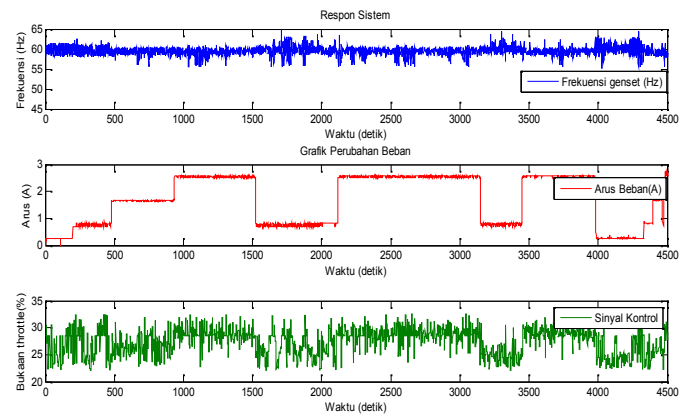 Respon Sistem
Frekuensi (Hz)
65
60
55
50
45
0 500 1000 1500 2000 2500 3000 3500 4000 4500
Frekuensi genset (Hz)
Waktu (detik)
Grafik Perubahan Beban
Arus (A)
3
2
1
0
0 500 1000 1500 2000 2500 3000 3500 4000 4500
Arus Beban(A)
Waktu (detik)
Bukaan throttle(%)
35
30
25
20
0 500 1000 1500 2000 2500 3000 3500 4000 4500
Sinyal Kontrol
Waktu (detik)